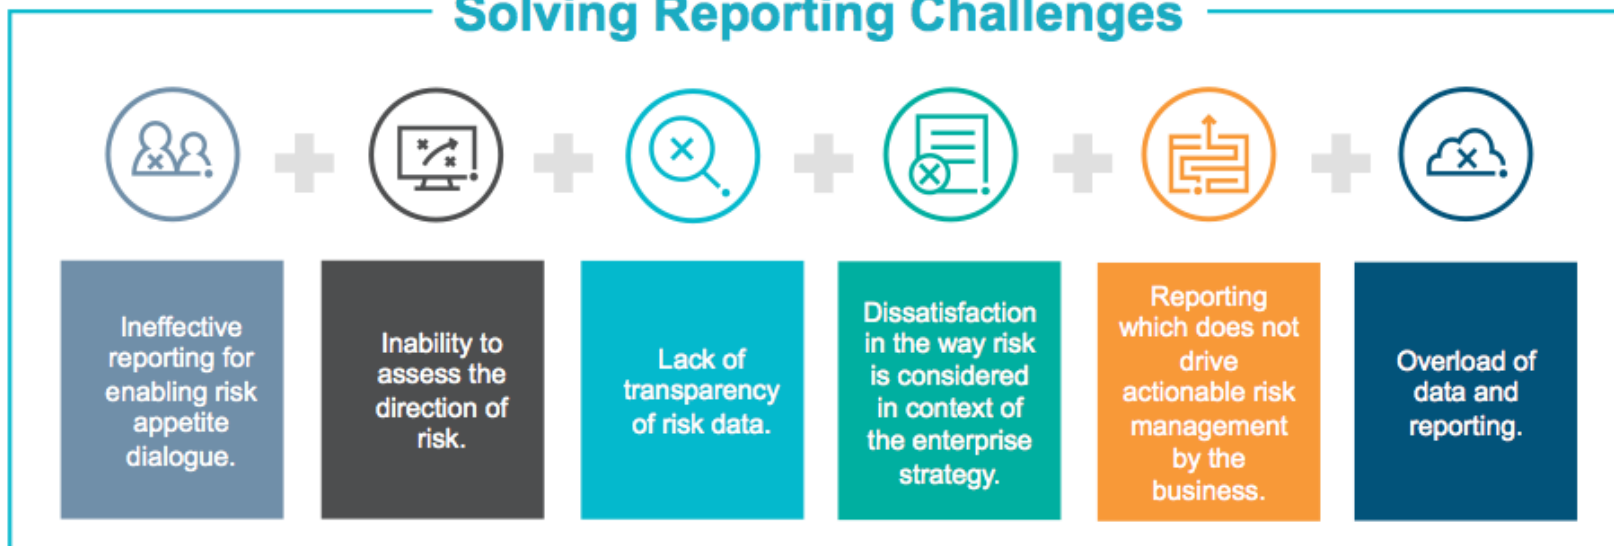 Solving Reporting Challenges
Ineffective
reporting for
enabling risk
appetite
dialogue.
Inability to
assess the
direction of
risk.
Lack of
transparency
of risk data.
Dissatisfaction
in the way risk
is considered
in context of
the enterprise
strategy.
Reporting
which does not
drive
actionable risk
management
by the
business.
Overload of
data and
reporting.